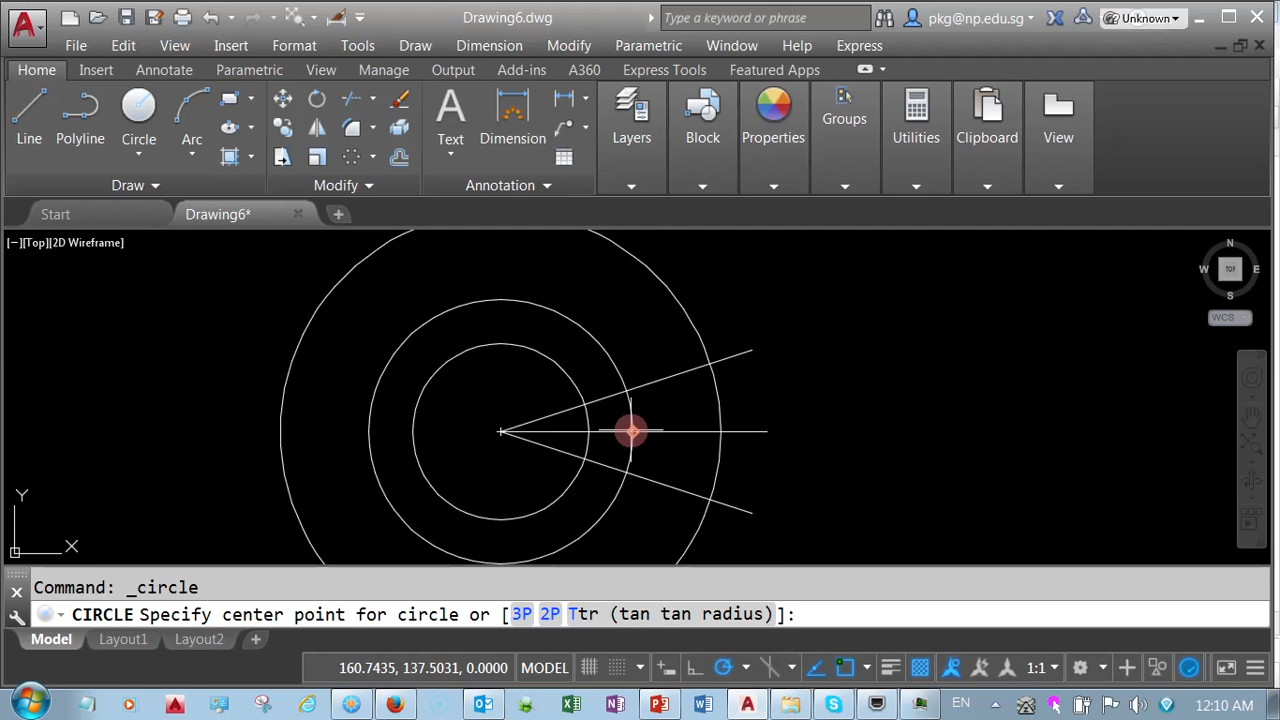 Drawing6.dwg
Type a keyword or phrase
pkg@np.edu.sg
Unknown
File Edit View Insert Format Tools Draw Dimension Modify Parametric Window Help Express
Home Insert Annotate Parametric View Manage Output Add-ins A360 Express Tools Featured Apps
Line Polyline Circle Arc
A
Text Dimension
Layers Block Properties Groups Utilities Clipboard View
Draw Modify Annotation
Start Drawing6*
[−][Top][2D Wireframe]
N
W TOP E
S
WCS
Y
X
Command: _circle
CIRCLE Specify center point for circle or [3P 2P Ttr (tan tan radius)]:
Model Layout1 Layout2
160.7435, 137.5031, 0.0000 MODEL 1:1
EN 12:10 AM